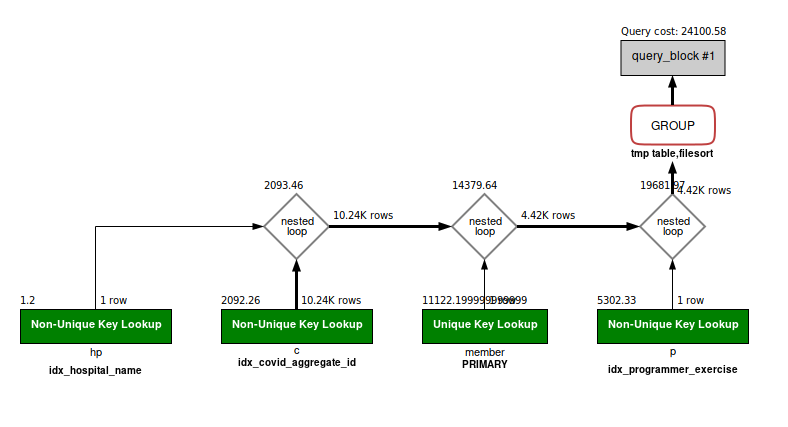 Query cost: 24100.58
query_block #1
GROUP
tmp table,filesort
2093.46
14379.64
19681.97
4.42K rows
nested
loop
10.24K rows
nested
loop
4.42K rows
nested
loop
1.2
1 row
2092.26
10.24K rows
11122.199999999999
1 row
5302.33
1 row
Non-Unique Key Lookup
Non-Unique Key Lookup
Unique Key Lookup
Non-Unique Key Lookup
hp
c
member
p
idx_hospital_name
idx_covid_aggregate_id
PRIMARY
idx_programmer_exercise